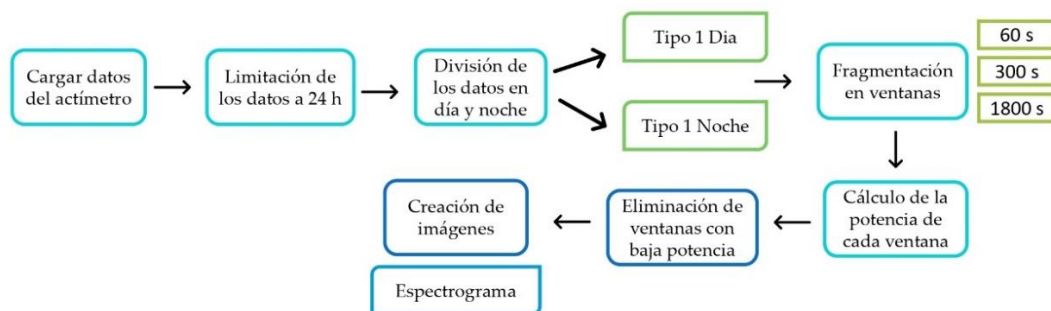 Cargar datos
del actímetro
Limitación de
los datos a 24 h
División de
los datos en
día y noche
Tipo 1 Dia
Tipo 1 Noche
Fragmentación
en ventanas
60 s
300 s
1800 s
Cálculo de la
potencia de
cada ventana
Eliminación de
ventanas con
baja potencia
Creación de
imágenes
Espectrograma